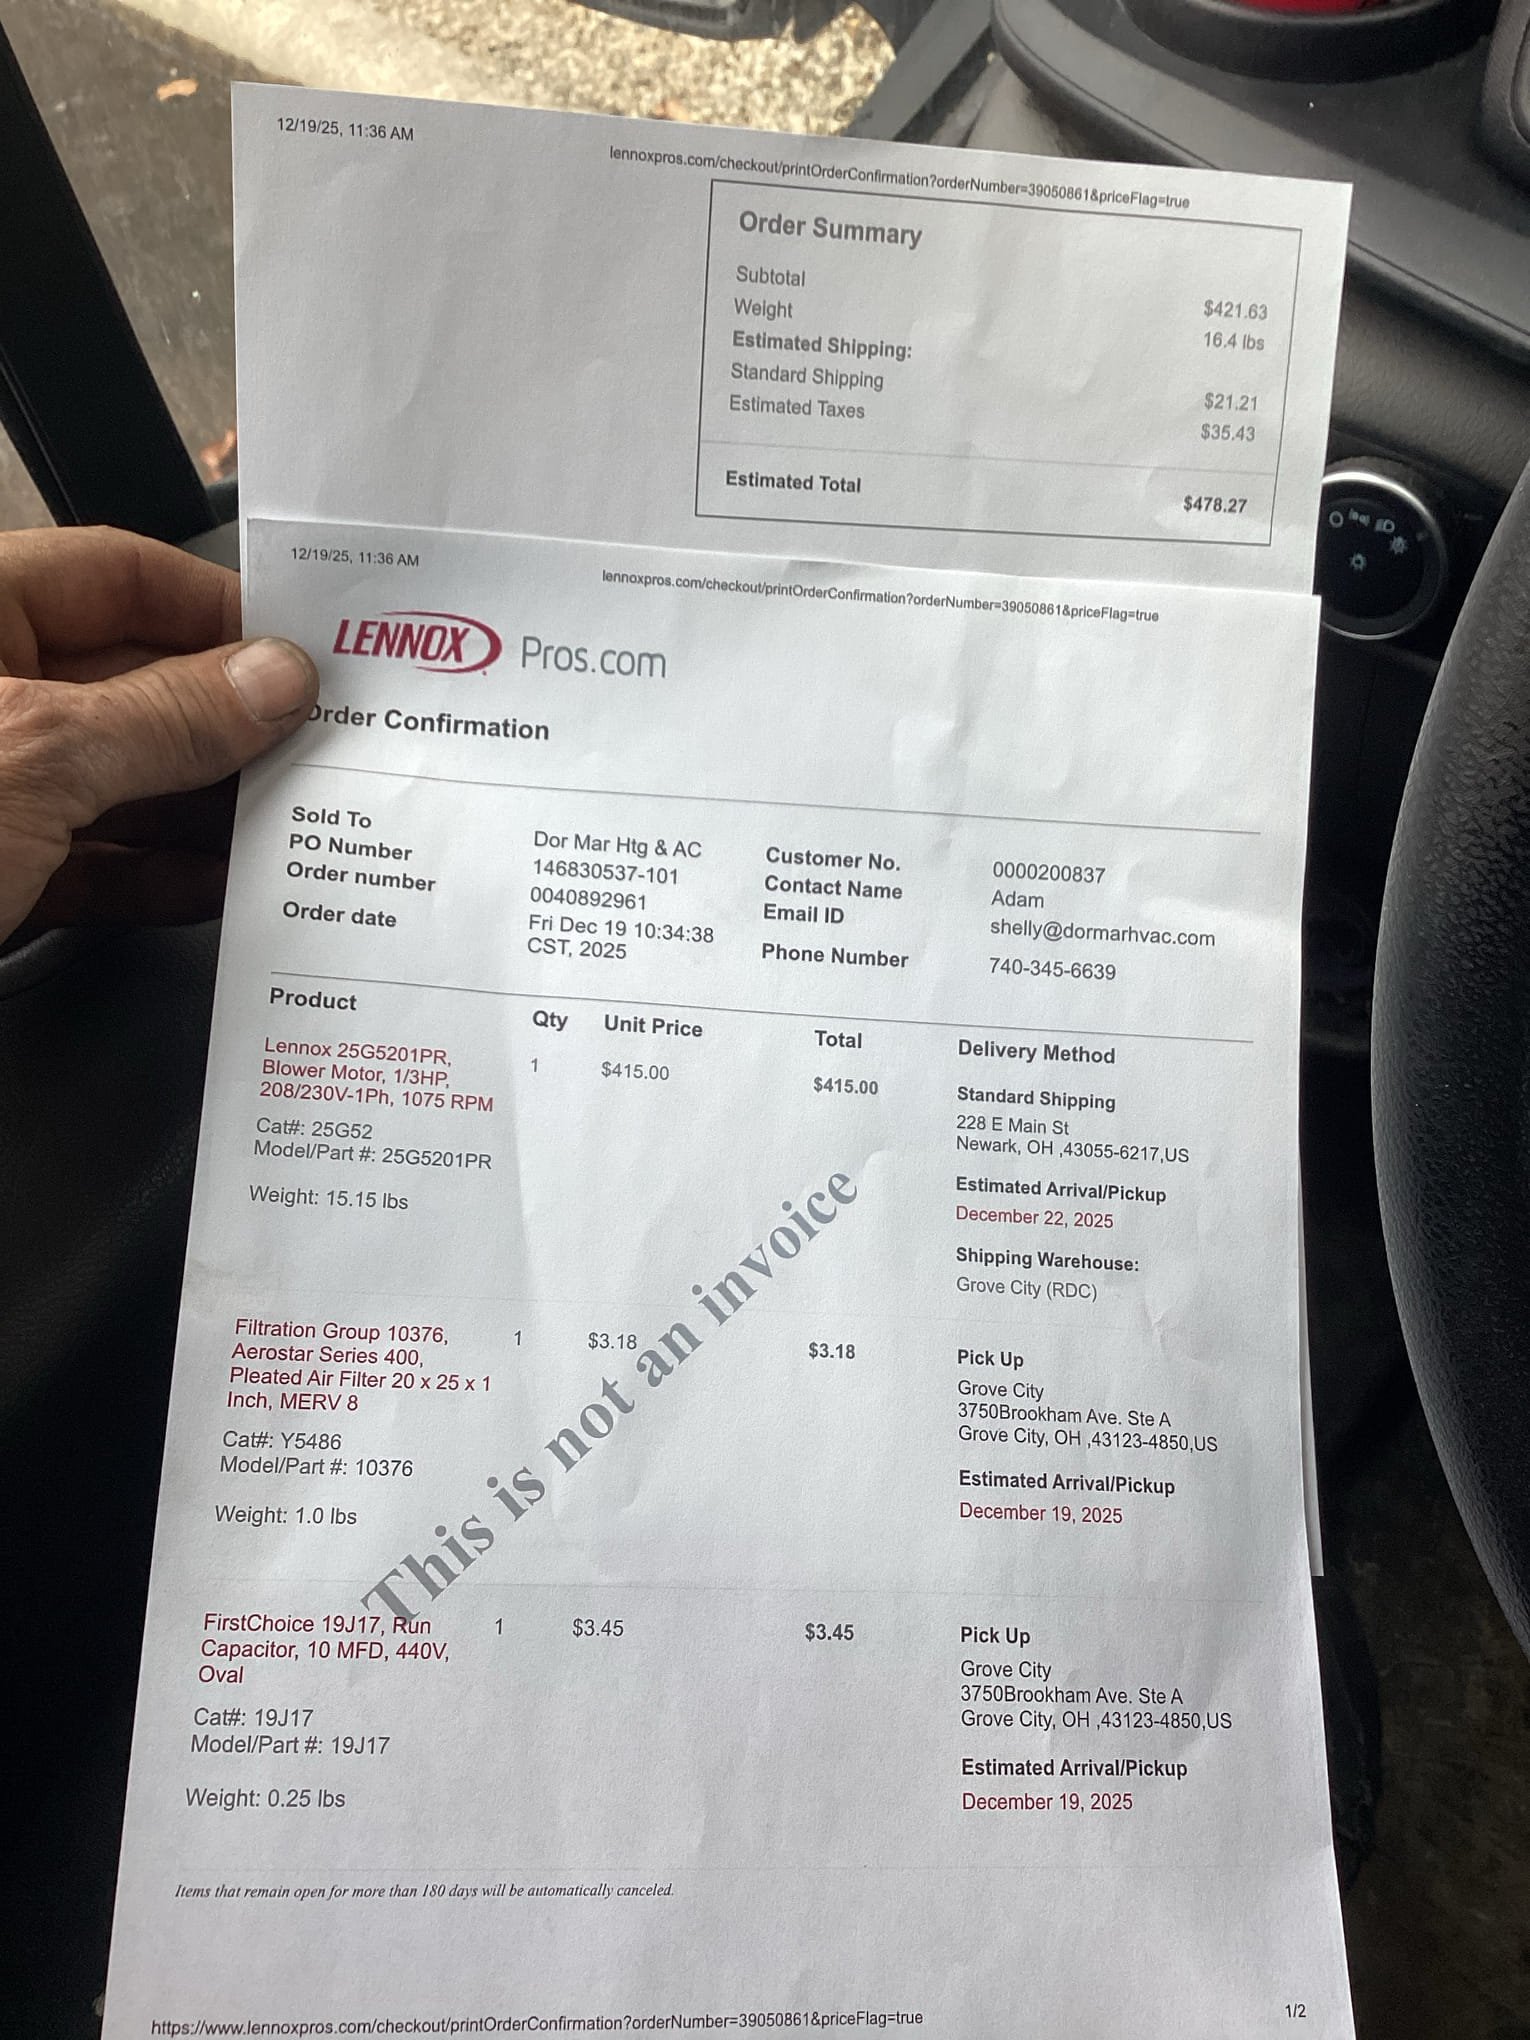 12/19/25, 11:36 AM
lennoxpros.com/checkout/printOrderConfirmation?orderNumber=39050861&priceFlag=true
Order Summary
Subtotal $421.63
Weight 16.4 lbs
Estimated Shipping:
Standard Shipping $21.21
Estimated Taxes $35.43
Estimated Total $478.27
12/19/25, 11:36 AM
lennoxpros.com/checkout/printOrderConfirmation?orderNumber=39050861&priceFlag=true
LENNOX Pros.com
Order Confirmation
Sold To Dor Mar Htg & AC
PO Number 146830537-101
Order number 0040892961
Order date Fri Dec 19 10:34:38
CST, 2025
Customer No. 0000200837
Contact Name Adam
Email ID shelly@dormarhvac.com
Phone Number 740-345-6639
Product Qty Unit Price Total Delivery Method
Lennox 25G5201PR,
Blower Motor, 1/3HP,
208/230V-1Ph, 1075 RPM
Cat#: 25G52
Model/Part #: 25G5201PR
Weight: 15.15 lbs
1 $415.00 $415.00
Standard Shipping
228 E Main St
Newark, OH ,43055-6217,US
Estimated Arrival/Pickup
December 22, 2025
Shipping Warehouse:
Grove City (RDC)
Filtration Group 10376,
Aerostar Series 400,
Pleated Air Filter 20 x 25 x 1
Inch, MERV 8
Cat#: Y5486
Model/Part #: 10376
Weight: 1.0 lbs
1 $3.18 $3.18
Pick Up
Grove City
3750Brookham Ave. Ste A
Grove City, OH ,43123-4850,US
Estimated Arrival/Pickup
December 19, 2025
This is not an invoice
FirstChoice 19J17, Run
Capacitor, 10 MFD, 440V,
Oval
Cat#: 19J17
Model/Part #: 19J17
Weight: 0.25 lbs
1 $3.45 $3.45
Pick Up
Grove City
3750Brookham Ave. Ste A
Grove City, OH ,43123-4850,US
Estimated Arrival/Pickup
December 19, 2025
Items that remain open for more than 180 days will be automatically canceled.
https://www.lennoxpros.com/checkout/printOrderConfirmation?orderNumber=39050861&priceFlag=true
1/2